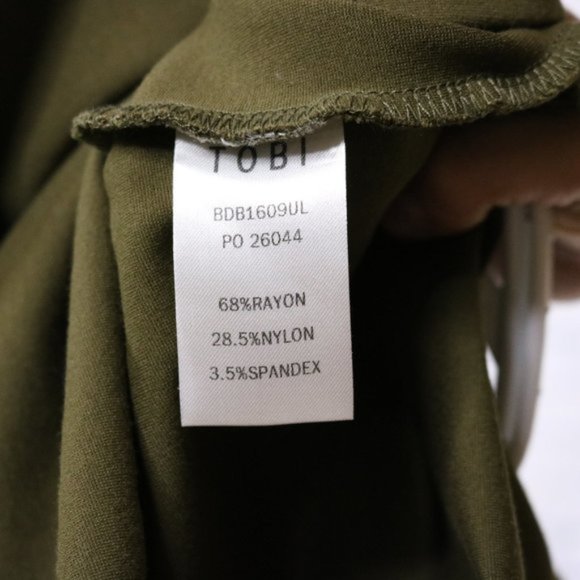 TOBI
BDB1609UL
PO 26044
68%RAYON
28.5%NYLON
3.5%SPANDEX